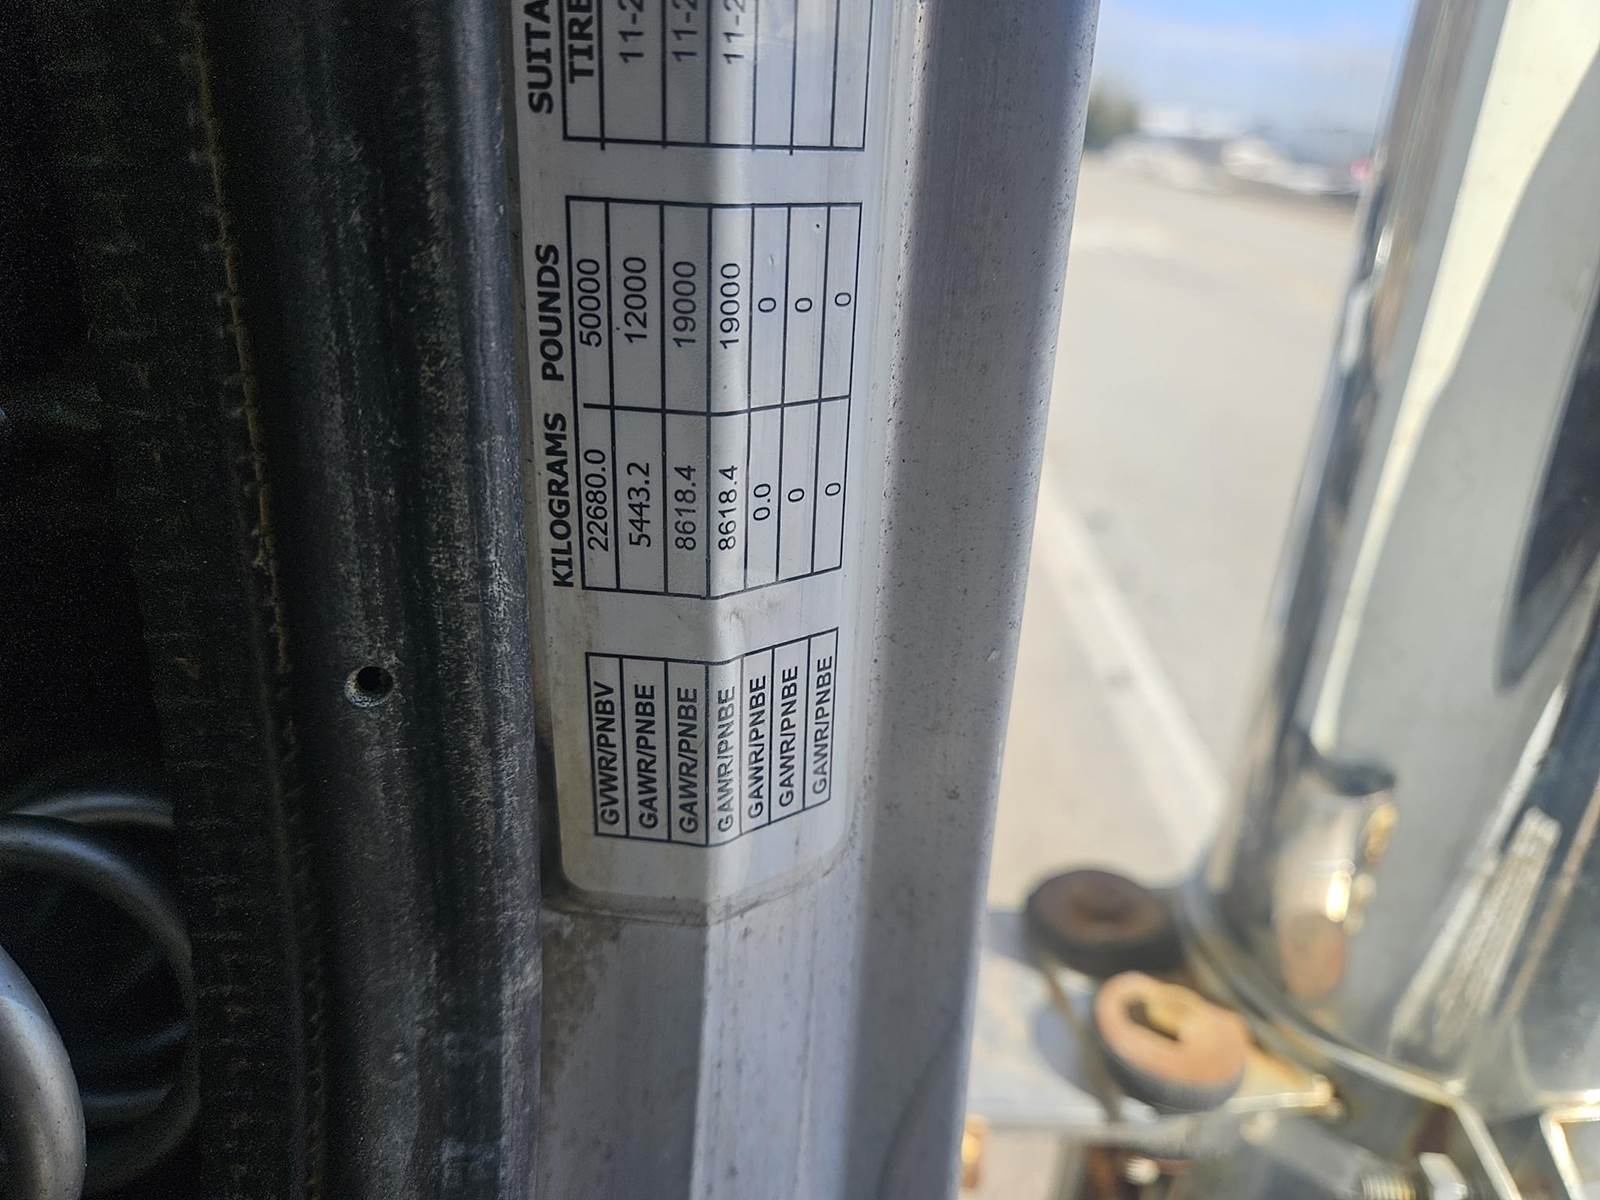 KILOGRAMS POUNDS SUITA
TIRE
GVWR/PNBV 22680.0 50000
GAWR/PNBE 5443.2 12000 11-2
GAWR/PNBE 8618.4 19000 11-2
GAWR/PNBE 8618.4 19000 11-2
GAWR/PNBE 0.0 0
GAWR/PNBE 0 0
GAWR/PNBE 0 0